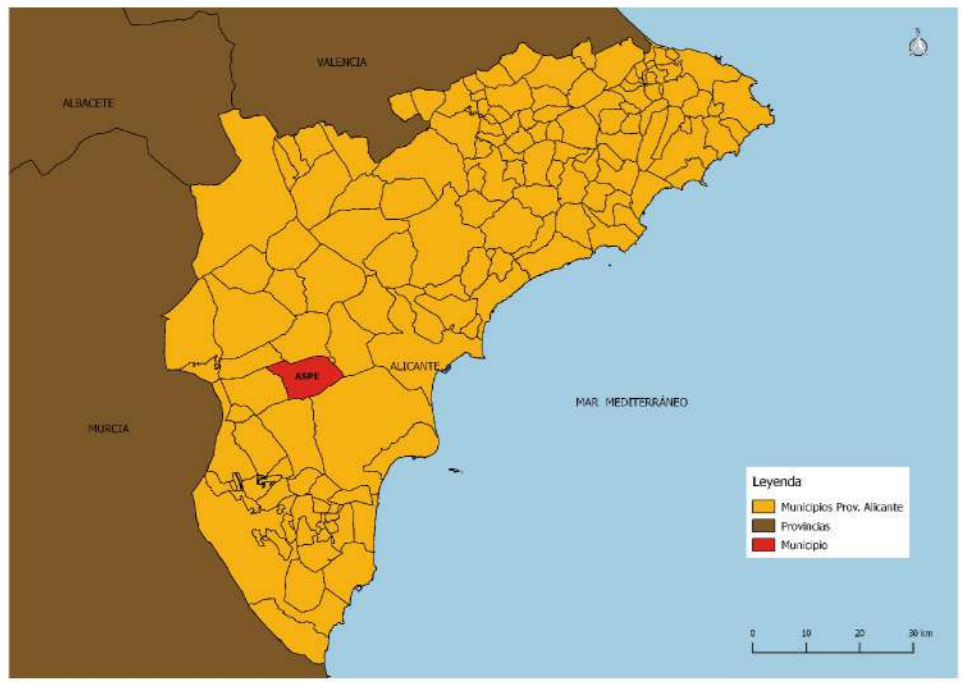 N
VALENCIA
ALBACETE
ALICANTE
ASPE
MAR MEDITERRÁNEO
MURCIA
Leyenda
Municipios Prov. Alicante
Provincias
Municipio
0 10 20 30 km